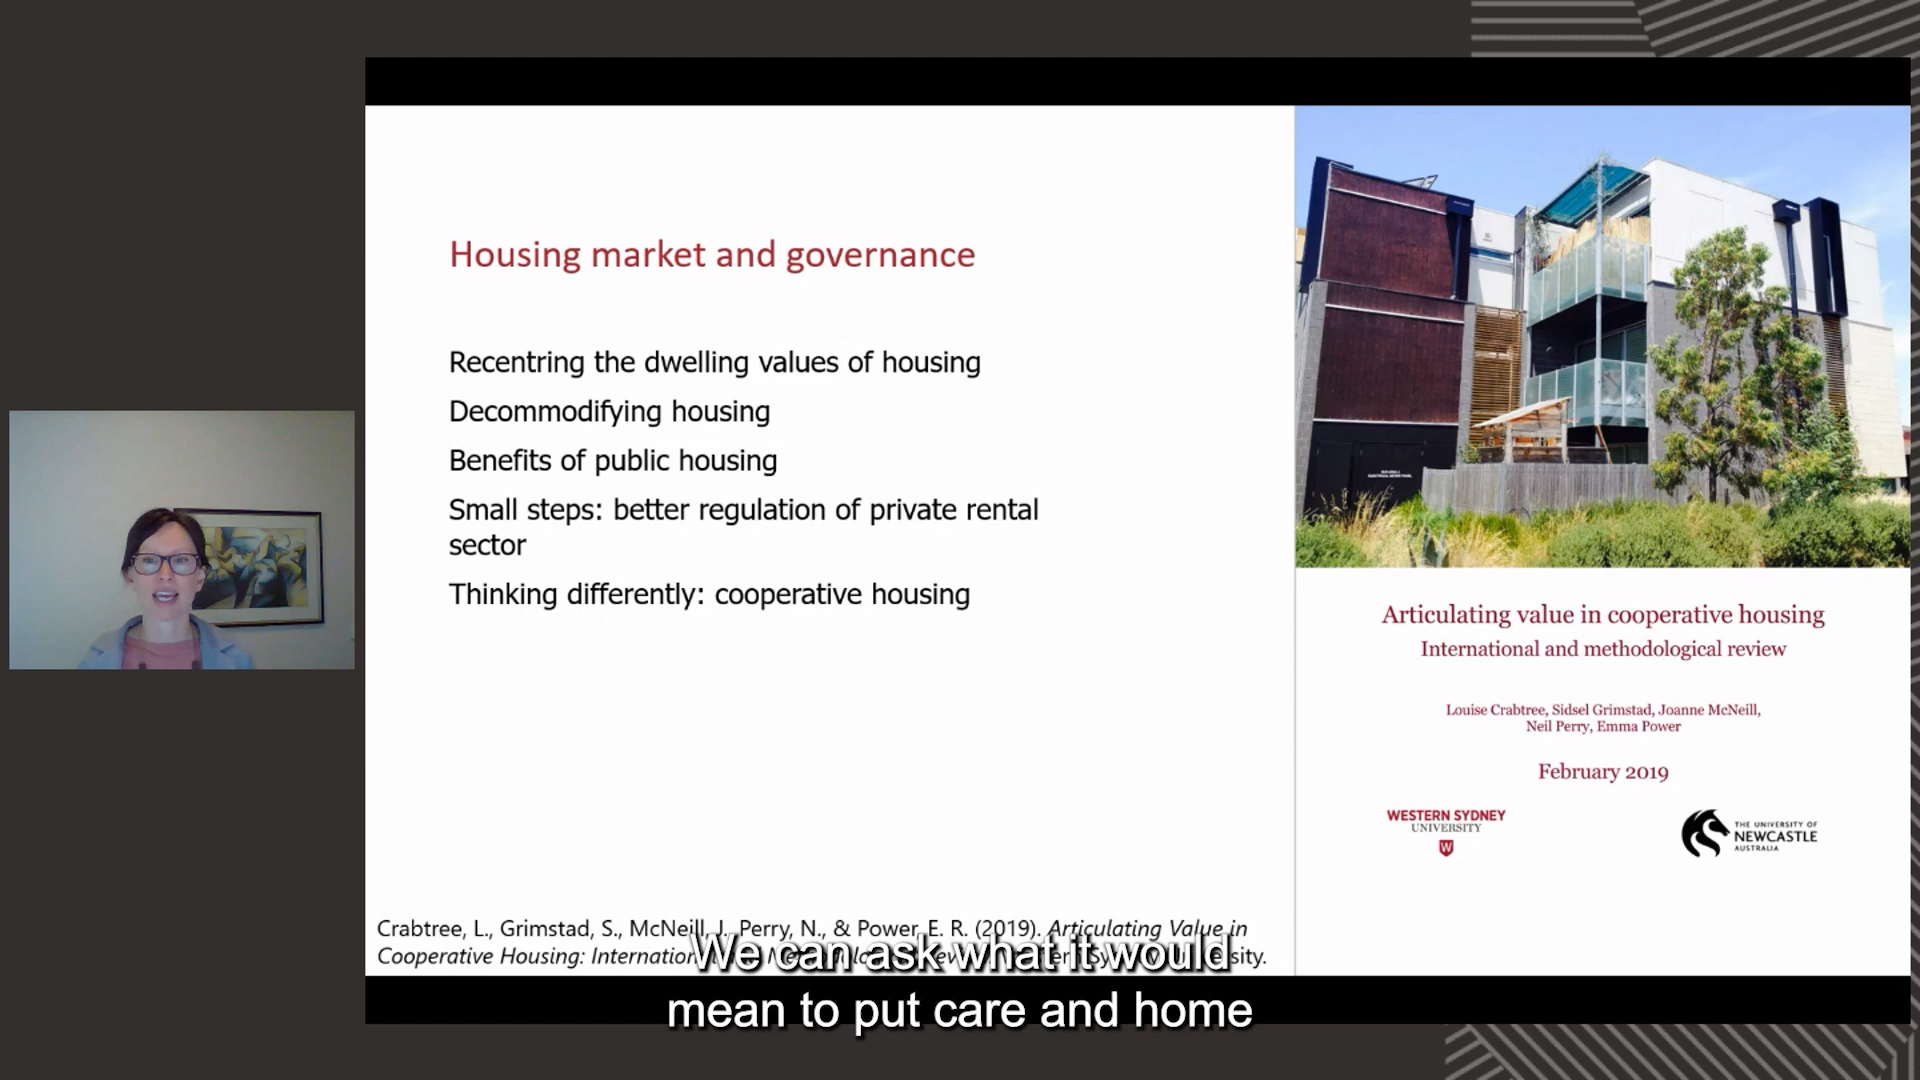 Housing market and governance
Recentring the dwelling values of housing
Decommodifying housing
Benefits of public housing
Small steps: better regulation of private rental
sector
Thinking differently: cooperative housing
Crabtree, L., Grimstad, S., McNeill, J. Perry, N., & Power, E. R. (2019). Articulating Value in
Cooperative Housing:
Articulating value in cooperative housing
International and methodological review
Louise Crabtree, Sidsel Grimstad, Joanne McNeill,
Neil Perry, Emma Power
February 2019
WESTERN SYDNEY
UNIVERSITY
W
THE UNIVERSITY OF
NEWCASTLE
AUSTRALIA
We can ask what it would
mean to put care and home